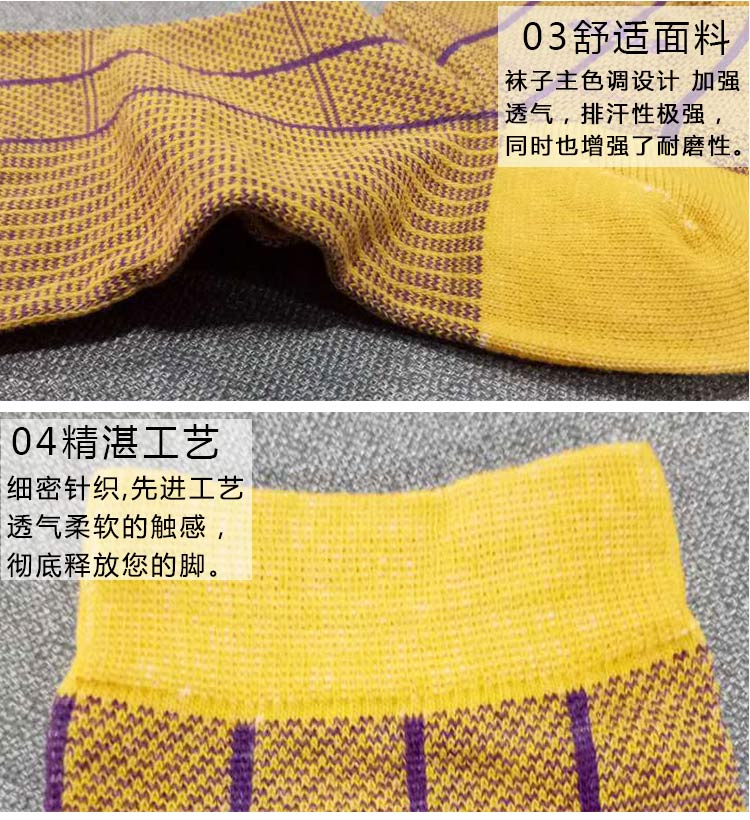 03舒适面料
袜子主色调设计 加强
透气，排汗性极强，
同时也增强了耐磨性。
04精湛工艺
细密针织,先进工艺
透气柔软的触感，
彻底释放您的脚。